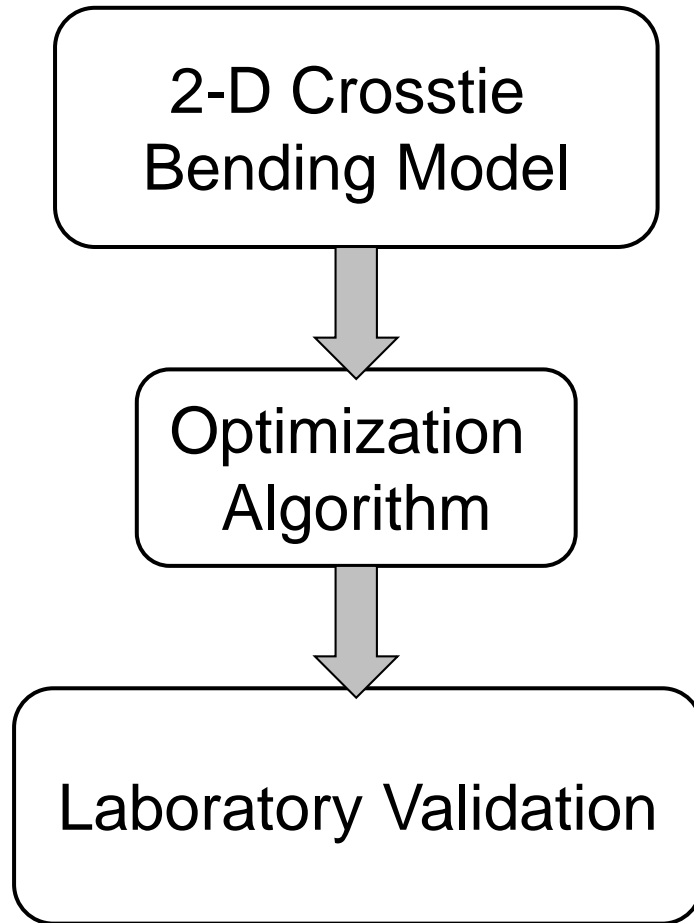 2-D Crosstie
Bending Model
Optimization
Algorithm
Laboratory Validation